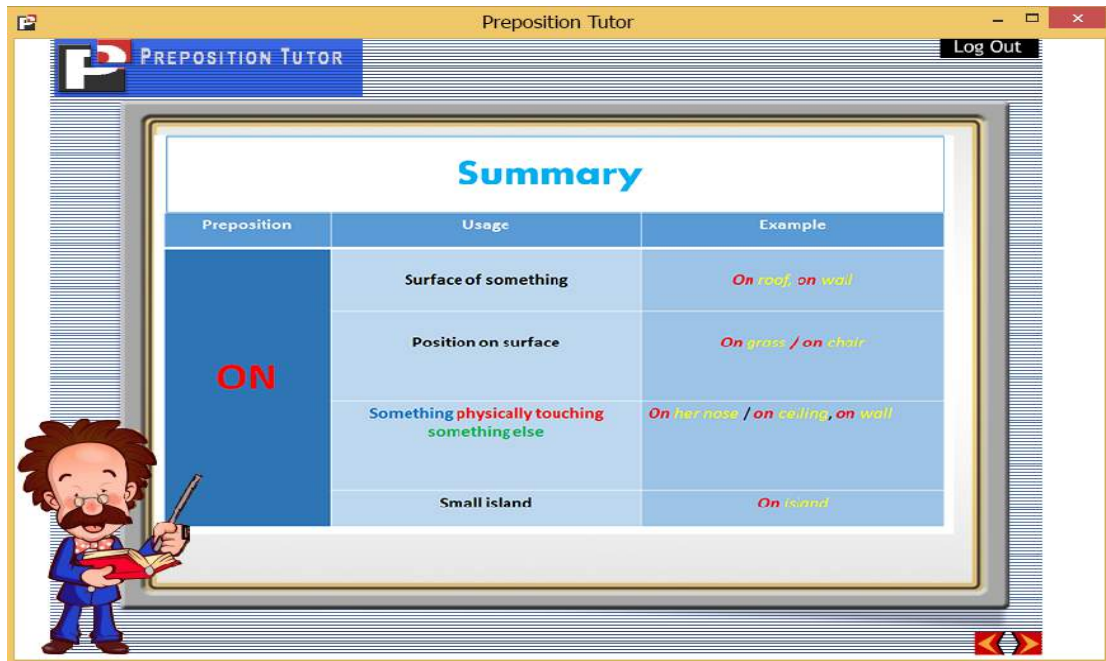 Preposition Tutor
PREPOSITION TUTOR
Log Out
Summary
Preposition Usage Example
ON
Surface of something On roof, on wall
Position on surface On grass / on chair
Something physically touching On her nose / on ceiling, on wall
something else
Small island On island